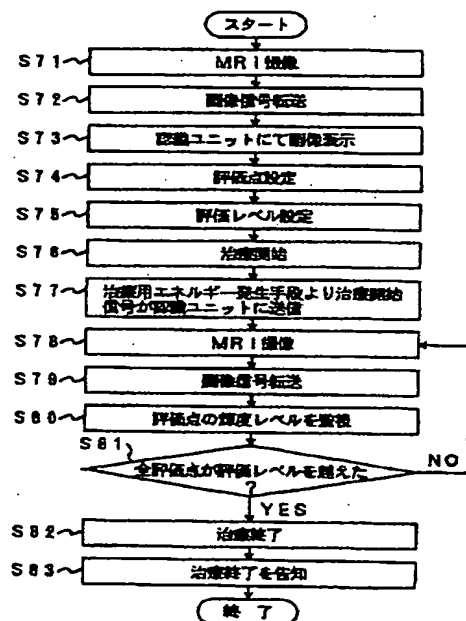 スタート
S71 MRI撮像
S72 画像信号転送
S73 認識ユニットにて画像表示
S74 評価点設定
S75 評価レベル設定
S76 治療開始
S77 治療用エネルギー発生手段より治療開始
信号が認識ユニットに送信
S78 MRI撮像
S79 画像信号転送
S80 評価点の輝度レベルを監視
S81 全評価点が評価レベルを越えた
?
NO
YES
S82 治療終了
S83 治療終了を告知
終了